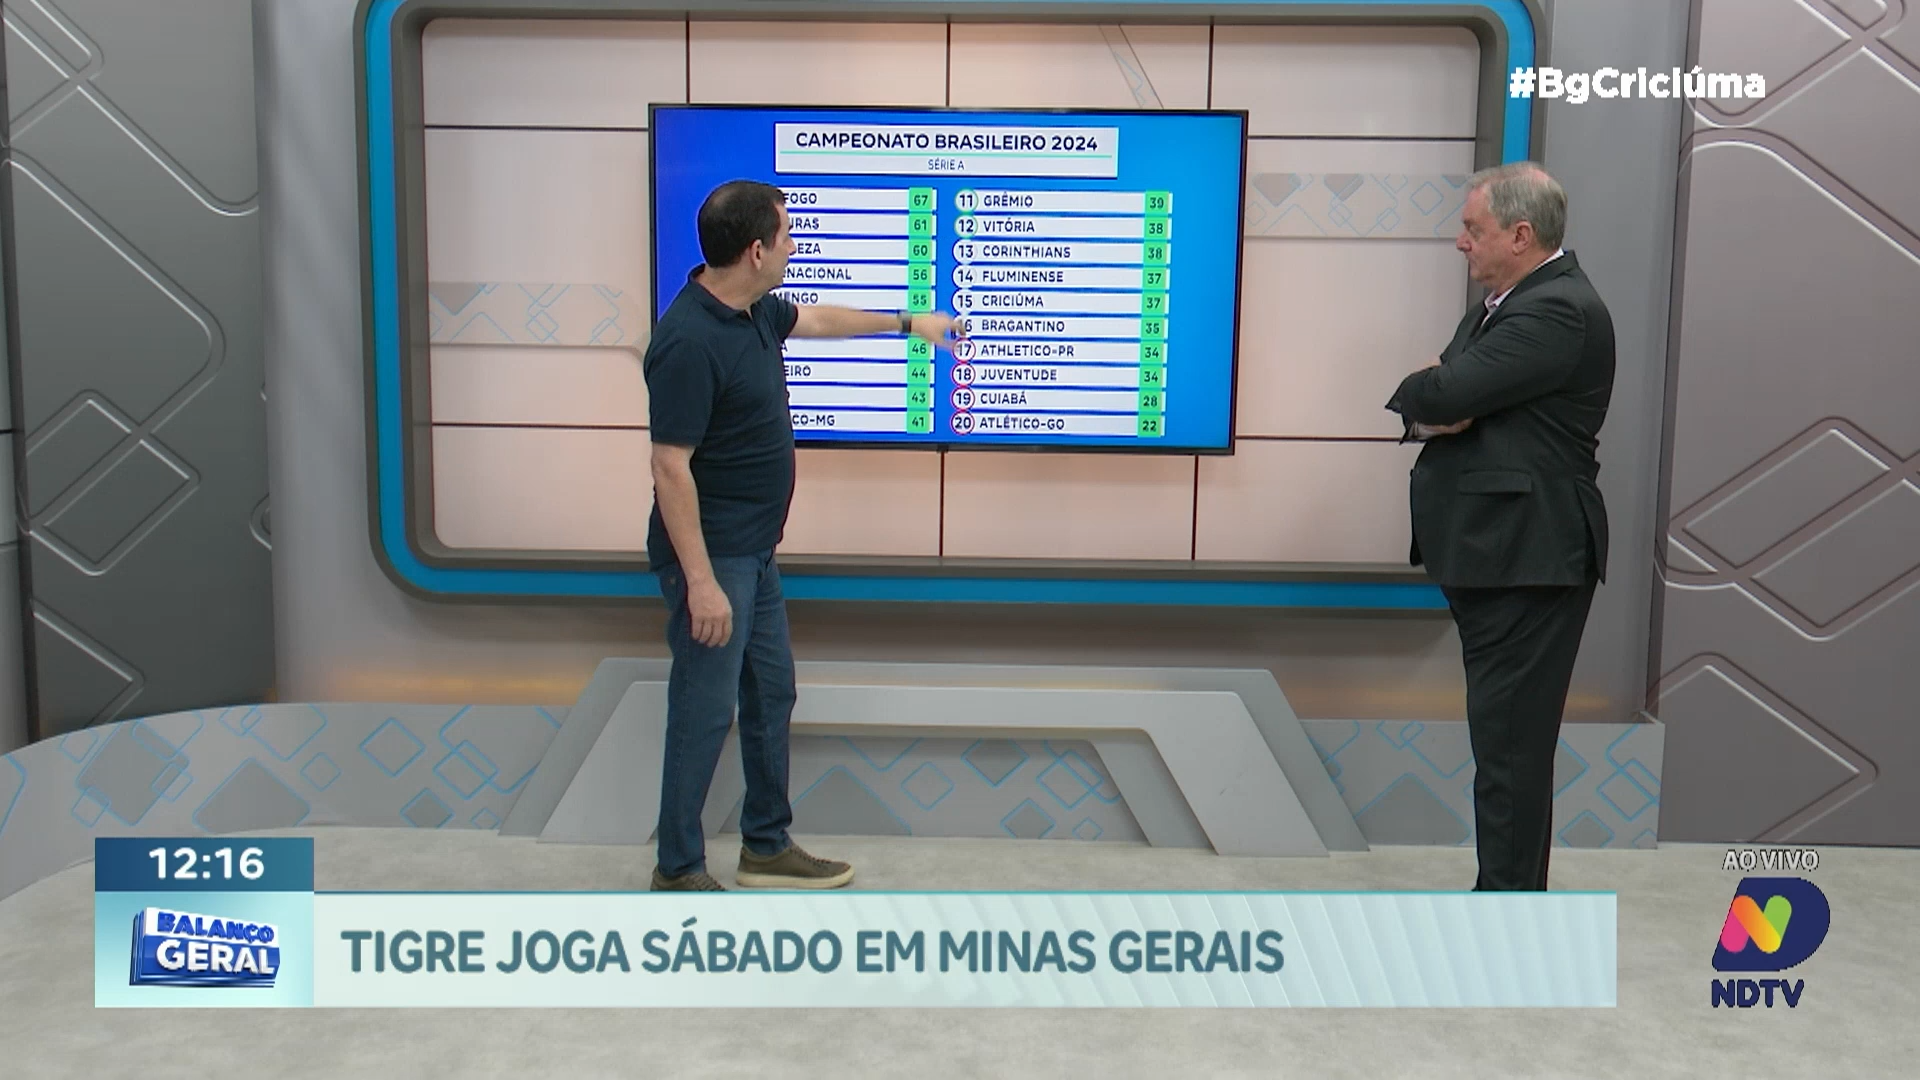 #BgCriciúma
CAMPEONATO BRASILEIRO 2024
SÉRIE A
FOGO 67
URAS 61
EZA 60
NACIONAL 56
MENGO 55
46
EIRO 44
43
CO-MG 41
11 GRÊMIO 39
12 VITÓRIA 38
13 CORINTHIANS 38
14 FLUMINENSE 37
15 CRICIÚMA 37
6 BRAGANTINO 35
17 ATHLETICO-PR 34
18 JUVENTUDE 34
19 CUIABÁ 28
20 ATLÉTICO-GO 22
12:16
BALANÇO
GERAL
TIGRE JOGA SÁBADO EM MINAS GERAIS
AO VIVO
NDTV